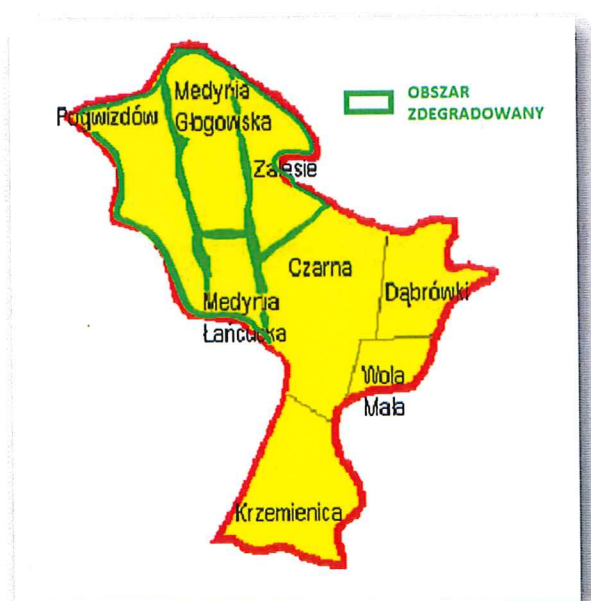 OBSZAR
ZDEGRADOWANY
Medynia
Głogowska
Pogwizdów
Zalesie
Czarna
Dąbrówki
Medynia
Łańcucka
Wola
Mała
Krzemienica